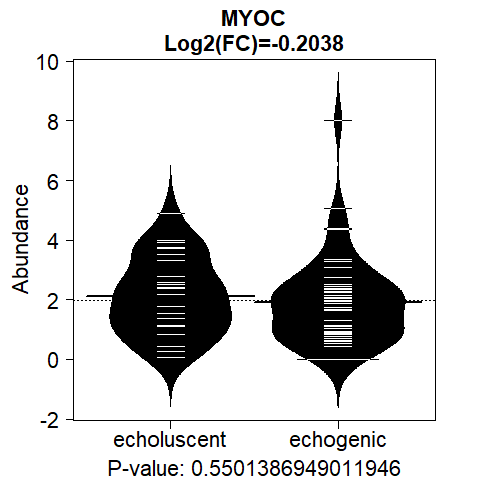 MYOC
Log2(FC)=-0.2038
Abundance
10
8
6
4
2
0
-2
echoluscent echogenic
P-value: 0.5501386949011946